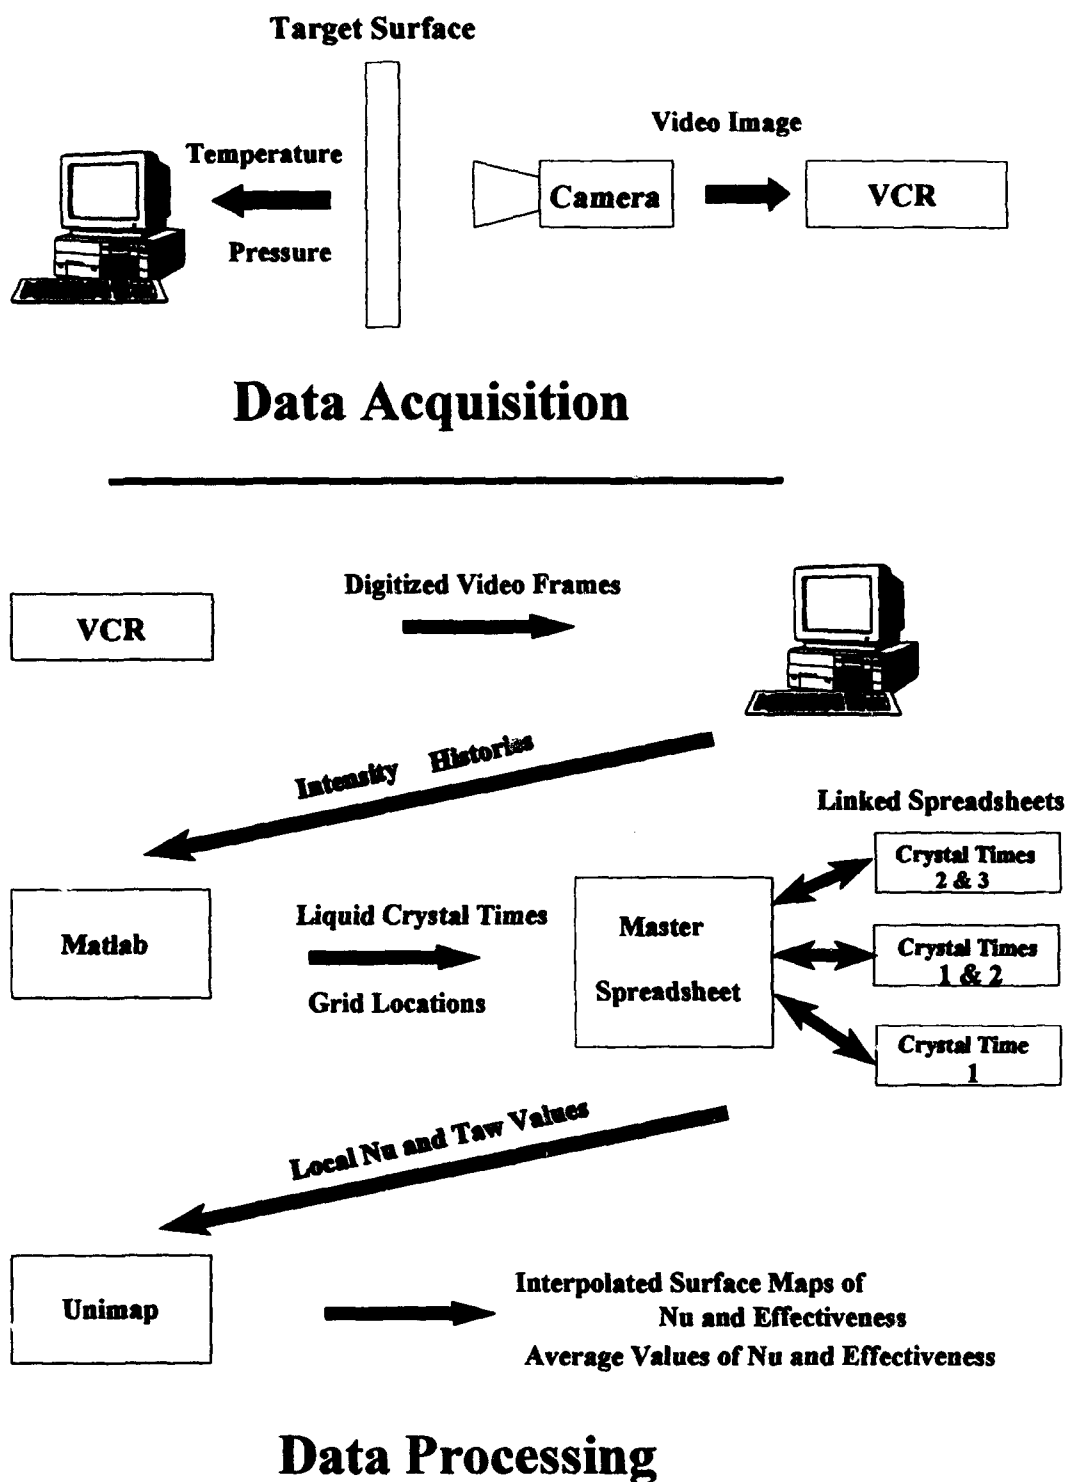 Target Surface
Video Image
Temperature
Camera
VCR
Pressure
Data Acquisition
Digitized Video Frames
VCR
Intensity Histories
Linked Spreadsheets
Crystal Times
2 & 3
Matlab
Liquid Crystal Times
Grid Locations
Master
Spreadsheet
Crystal Times
1 & 2
Crystal Time
1
Local Nu and Taw Values
Unimap
Interpolated Surface Maps of
Nu and Effectiveness
Average Values of Nu and Effectiveness
Data Processing